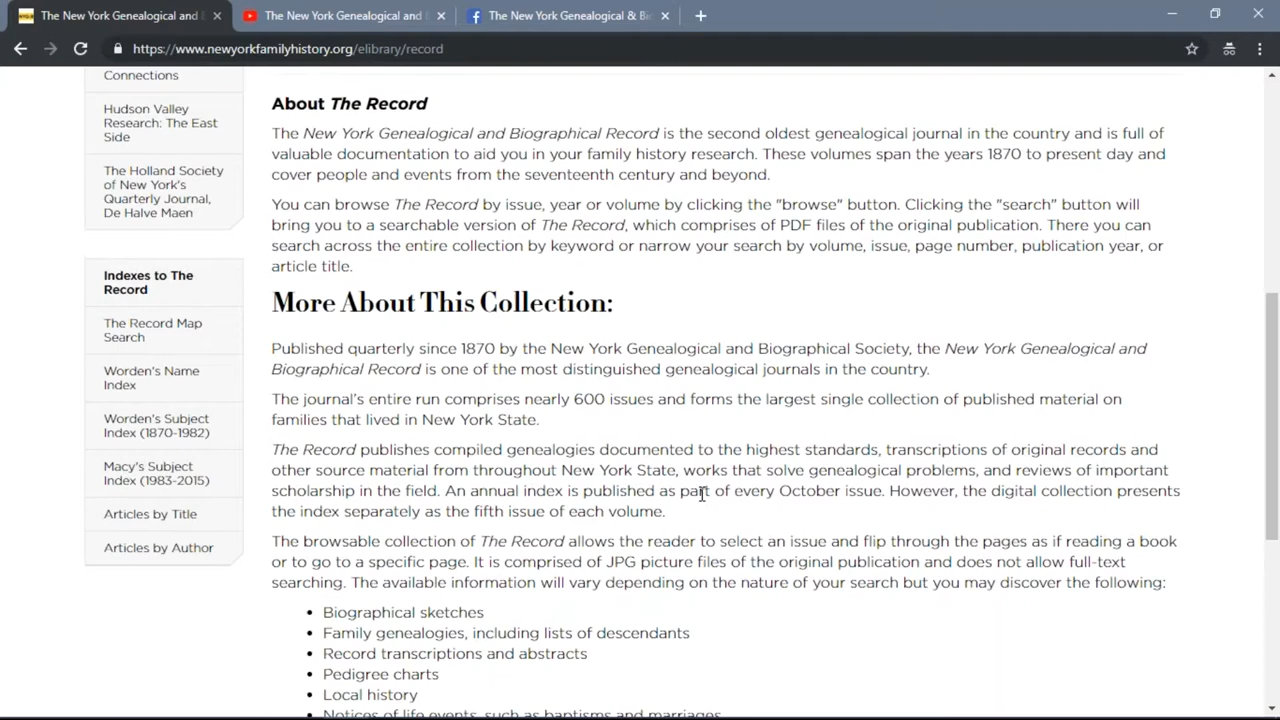 The New York Genealogical and
The New York Genealogical and
The New York Genealogical & Bi
https://www.newyorkfamilyhistory.org/elibrary/record
Connections
Hudson Valley
Research: The East
Side
The Holland Society
of New York's
Quarterly Journal,
De Halve Maen
Indexes to The
Record
The Record Map
Search
Worden's Name
Index
Worden's Subject
Index (1870-1982)
Macy's Subject
Index (1983-2015)
Articles by Title
Articles by Author
About The Record
The New York Genealogical and Biographical Record is the second oldest genealogical journal in the country and is full of
valuable documentation to aid you in your family history research. These volumes span the years 1870 to present day and
cover people and events from the seventeenth century and beyond.
You can browse The Record by issue, year or volume by clicking the "browse" button. Clicking the "search" button will
bring you to a searchable version of The Record, which comprises of PDF files of the original publication. There you can
search across the entire collection by keyword or narrow your search by volume, issue, page number, publication year, or
article title.
More About This Collection:
Published quarterly since 1870 by the New York Genealogical and Biographical Society, the New York Genealogical and
Biographical Record is one of the most distinguished genealogical journals in the country.
The journal's entire run comprises nearly 600 issues and forms the largest single collection of published material on
families that lived in New York State.
The Record publishes compiled genealogies documented to the highest standards, transcriptions of original records and
other source material from throughout New York State, works that solve genealogical problems, and reviews of important
scholarship in the field. An annual index is published as part of every October issue. However, the digital collection presents
the index separately as the fifth issue of each volume.
The browsable collection of The Record allows the reader to select an issue and flip through the pages as if reading a book
or to go to a specific page. It is comprised of JPG picture files of the original publication and does not allow full-text
searching. The available information will vary depending on the nature of your search but you may discover the following:
• Biographical sketches
• Family genealogies, including lists of descendants
• Record transcriptions and abstracts
• Pedigree charts
• Local history
• Notices of life events, such as baptisms and marriages